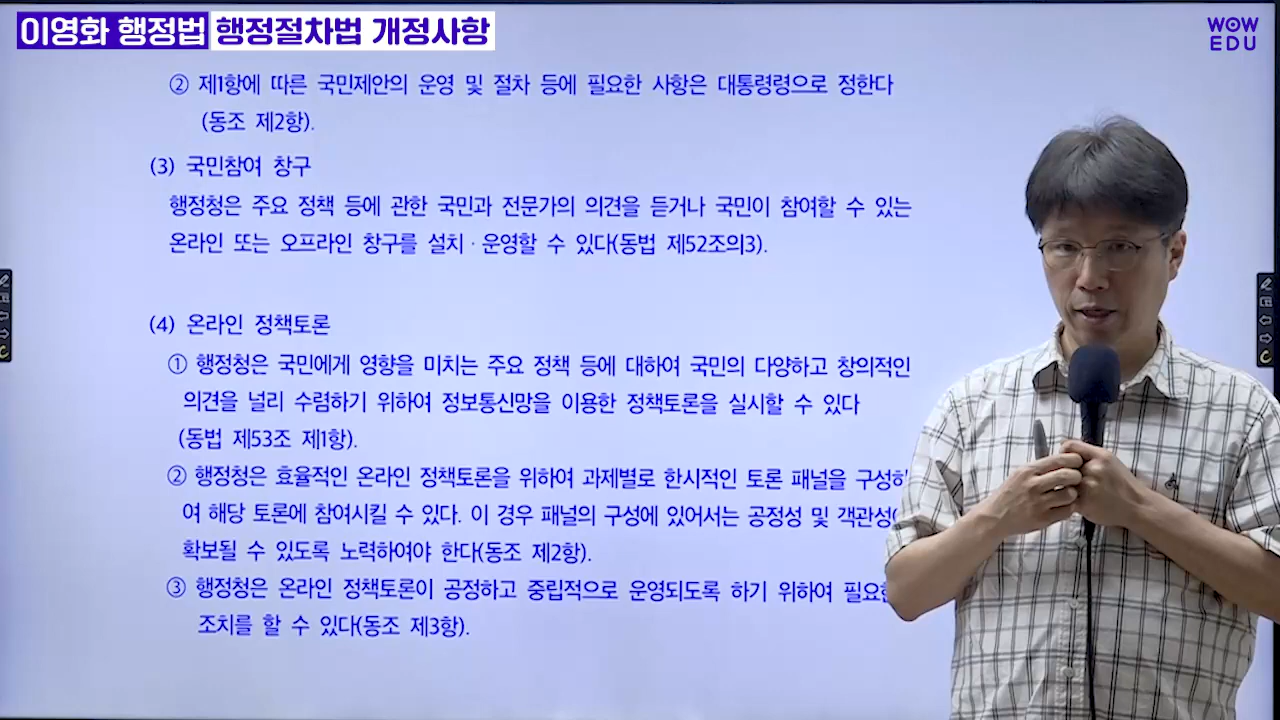 이영화 행정법 행정절차법 개정사항
WOW
EDU
② 제1항에 따른 국민제안의 운영 및 절차 등에 필요한 사항은 대통령령으로 정한다
(동조 제2항).
(3) 국민참여 창구
행정청은 주요 정책 등에 관한 국민과 전문가의 의견을 듣거나 국민이 참여할 수 있는
온라인 또는 오프라인 창구를 설치·운영할 수 있다(동법 제52조의3).
(4) 온라인 정책토론
① 행정청은 국민에게 영향을 미치는 주요 정책 등에 대하여 국민의 다양하고 창의적인
의견을 널리 수렴하기 위하여 정보통신망을 이용한 정책토론을 실시할 수 있다
(동법 제53조 제1항).
② 행정청은 효율적인 온라인 정책토론을 위하여 과제별로 한시적인 토론 패널을
여 해당 토론에 참여시킬 수 있다. 이 경우 패널의 구성에 있어서는 공정성 및
확보될 수 있도록 노력하여야 한다(동조 제2항).
③ 행정청은 온라인 정책토론이 공정하고 중립적으로 운영되도록 하기 위하여
조치를 할 수 있다(동조 제3항).